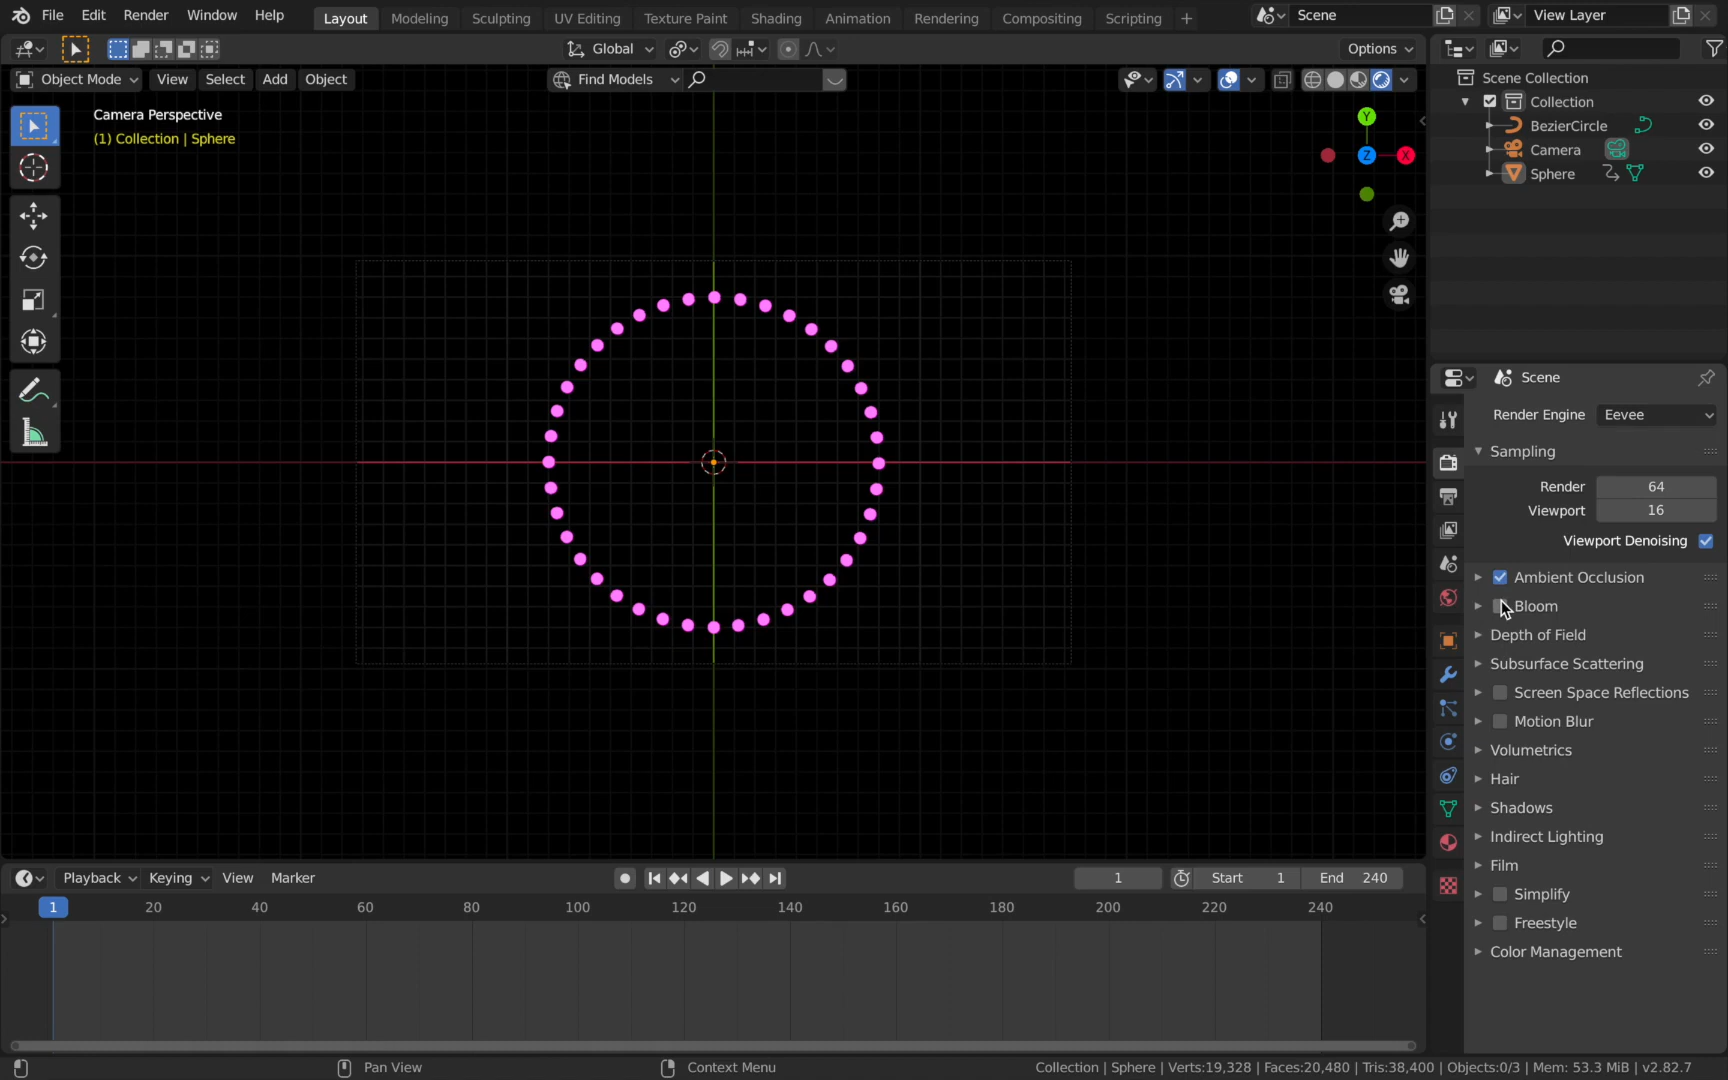 File Edit Render Window Help Layout Modeling Sculpting UV Editing Texture Paint Shading Animation Rendering Compositing Scripting + Scene View Layer
Global Options
Object Mode View Select Add Object Find Models
Camera Perspective
(1) Collection | Sphere
Y
Z
X
Scene Collection
Collection
BezierCircle
Camera
Sphere
Scene
Render Engine Eevee
Sampling
Render 64
Viewport 16
Viewport Denoising
Ambient Occlusion
Bloom
Depth of Field
Subsurface Scattering
Screen Space Reflections
Motion Blur
Volumetrics
Hair
Shadows
Indirect Lighting
Film
Simplify
Freestyle
Color Management
Playback Keying View Marker 1 Start 1 End 240
1 20 40 60 80 100 120 140 160 180 200 220 240
Pan View Context Menu Collection | Sphere | Verts:19,328 | Faces:20,480 | Tris:38,400 | Objects:0/3 | Mem: 53.3 MiB | v2.82.7